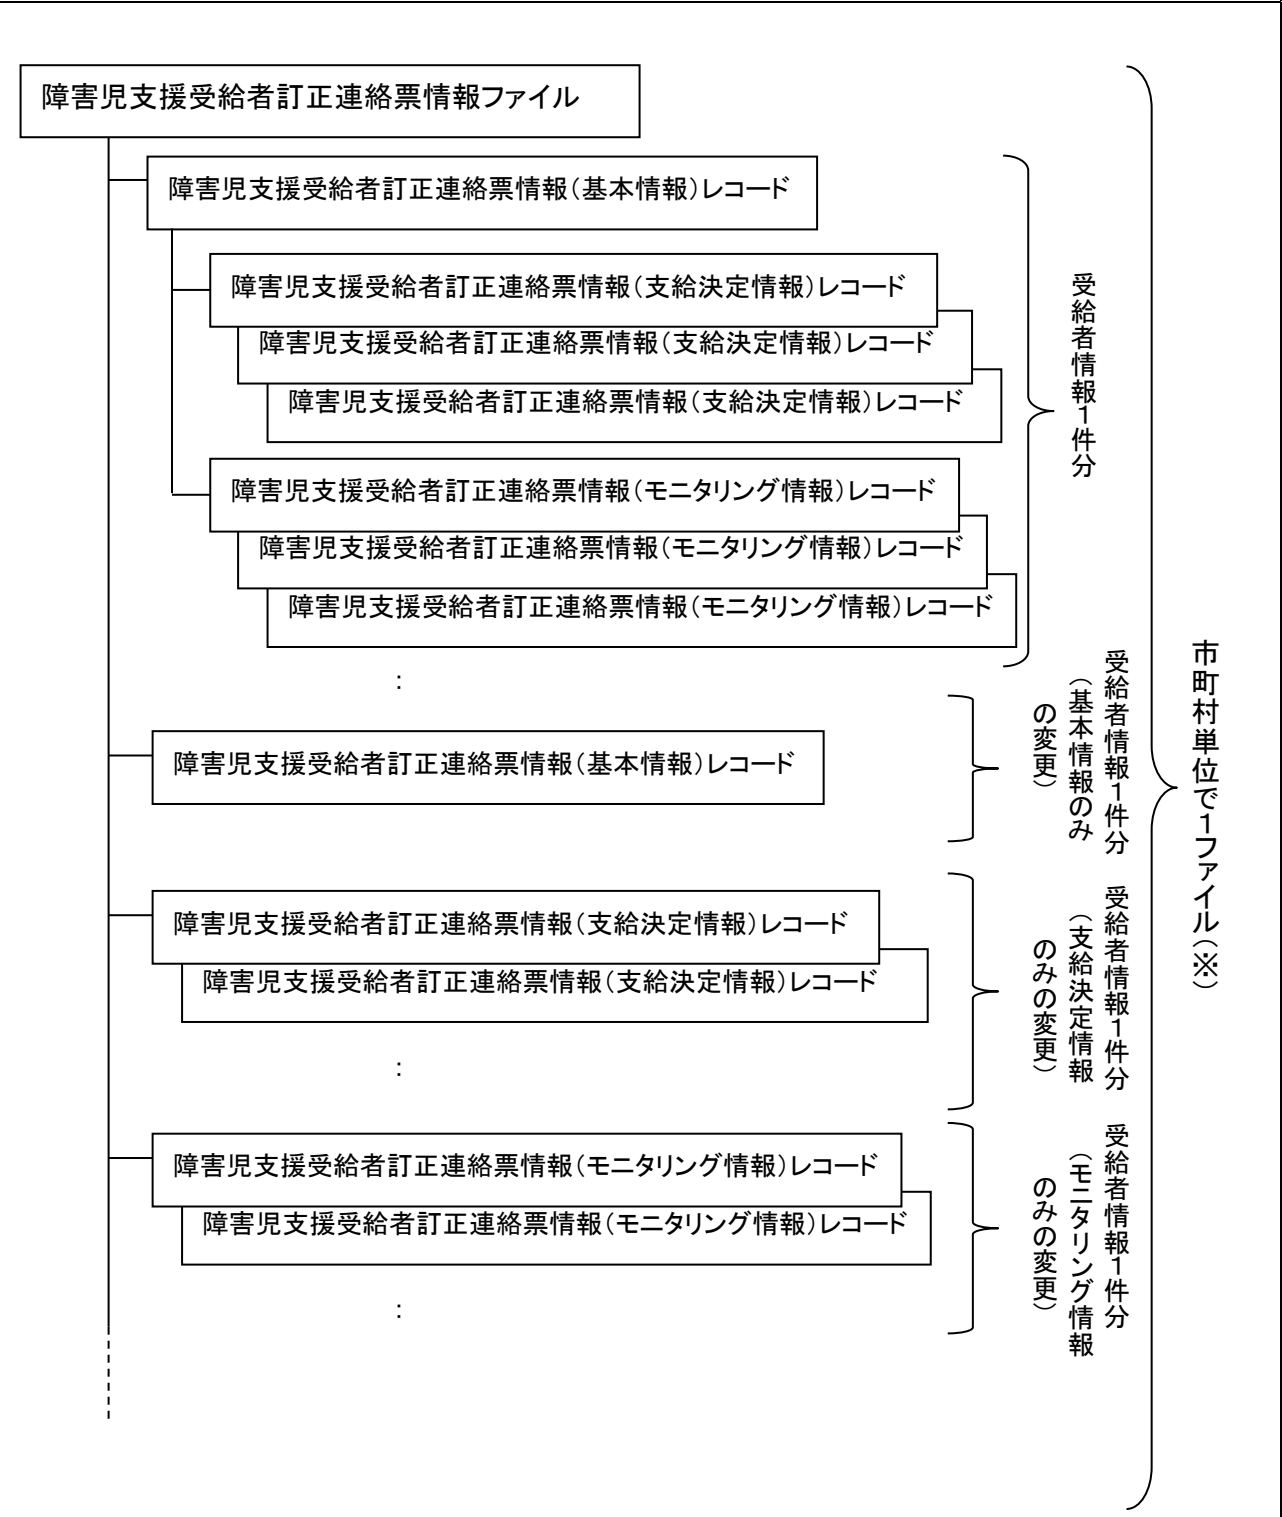 障害児支援受給者訂正連絡票情報ファイル
障害児支援受給者訂正連絡票情報（基本情報）レコード
障害児支援受給者訂正連絡票情報（支給決定情報）レコード
障害児支援受給者訂正連絡票情報（支給決定情報）レコード
障害児支援受給者訂正連絡票情報（支給決定情報）レコード
障害児支援受給者訂正連絡票情報（モニタリング情報）レコード
障害児支援受給者訂正連絡票情報（モニタリング情報）レコード
障害児支援受給者訂正連絡票情報（モニタリング情報）レコード
：
受給者情報１件分
障害児支援受給者訂正連絡票情報（基本情報）レコード
受給者情報１件分
（基本情報のみ
の変更）
障害児支援受給者訂正連絡票情報（支給決定情報）レコード
障害児支援受給者訂正連絡票情報（支給決定情報）レコード
：
受給者情報１件分
（支給決定情報
のみの変更）
障害児支援受給者訂正連絡票情報（モニタリング情報）レコード
障害児支援受給者訂正連絡票情報（モニタリング情報）レコード
：
受給者情報１件分
（モニタリング情報
のみの変更）
市町村単位で１ファイル（※）